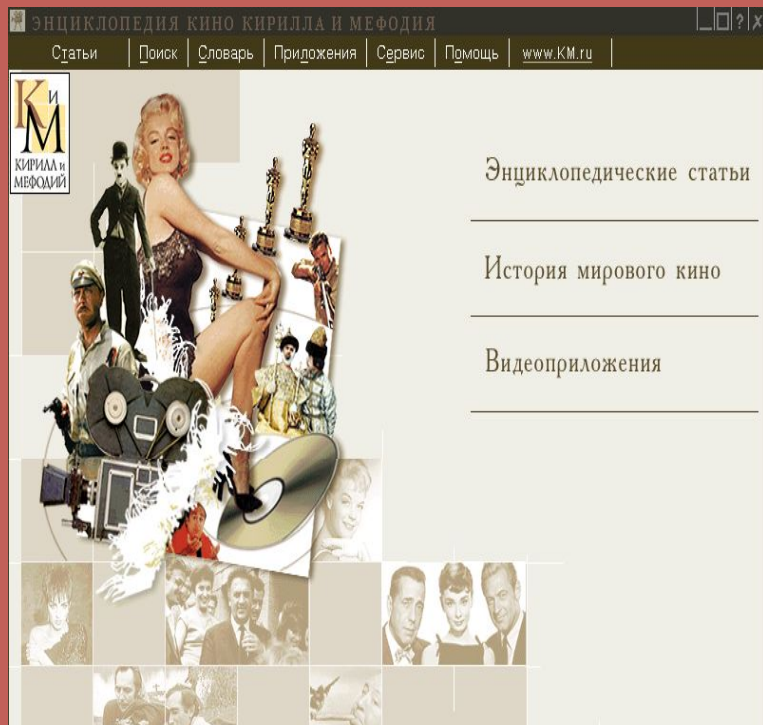 ЭНЦИКЛОПЕДИЯ КИНО КИРИЛЛА И МЕФОДИЯ
Статьи Поиск Словарь Приложения Сервис Помощь www.KM.ru
К и М
КИРИЛЛ и
МЕФОДИЙ
Энциклопедические статьи
История мирового кино
Видеоприложения